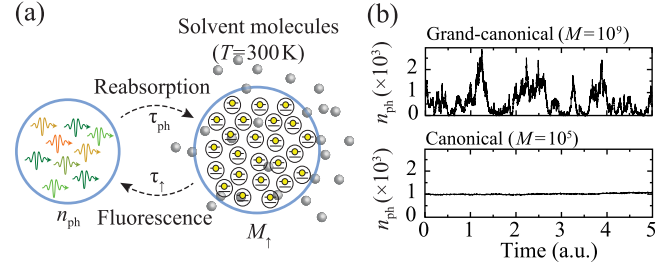 (a)
Solvent molecules
(T=300 K)
Reabsorption
τph
τ↑
Fluorescence
nph
M↑
(b)
Grand-canonical (M=10⁹)
nph (×10³)
2
1
0
Canonical (M=10⁵)
nph (×10³)
2
1
0
0 1 2 3 4 5
Time (a.u.)